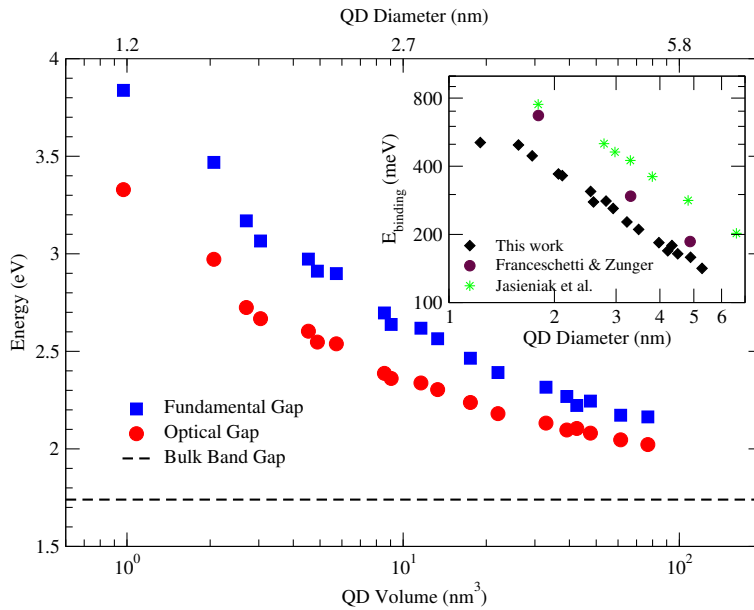 QD Diameter (nm)
1.2 2.7 5.8
4
3.5
3
2.5
2
1.5
Energy (eV)
800
400
200
100
E_binding (meV)
This work
Franceschetti & Zunger
Jasieniak et al.
1 2 3 4 5 6
QD Diameter (nm)
Fundamental Gap
Optical Gap
Bulk Band Gap
10^0 10^1 10^2
QD Volume (nm^3)